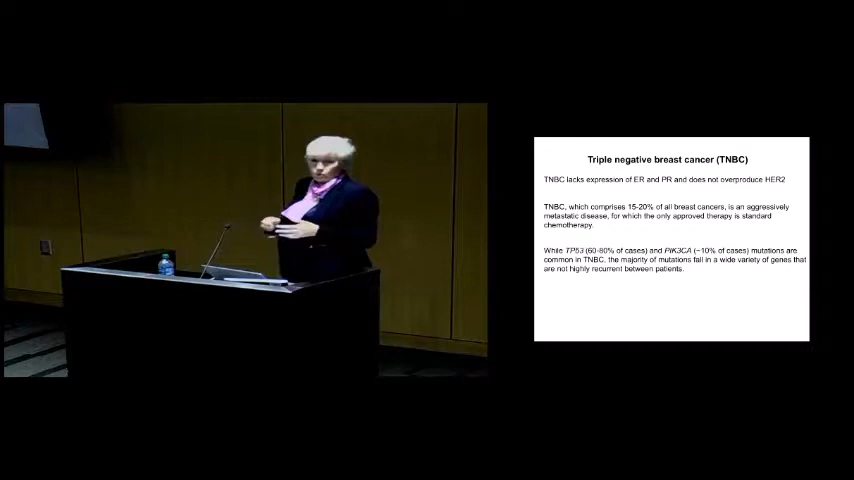 Triple negative breast cancer (TNBC)
TNBC lacks expression of ER and PR and does not overproduce HER2
TNBC, which comprises 15-20% of all breast cancers, is an aggressively
metastatic disease, for which the only approved therapy is standard
chemotherapy.
While TP53 (60-80% of cases) and PIK3CA (~10% of cases) mutations are
common in TNBC, the majority of mutations fall in a wide variety of genes that
are not highly recurrent between patients.